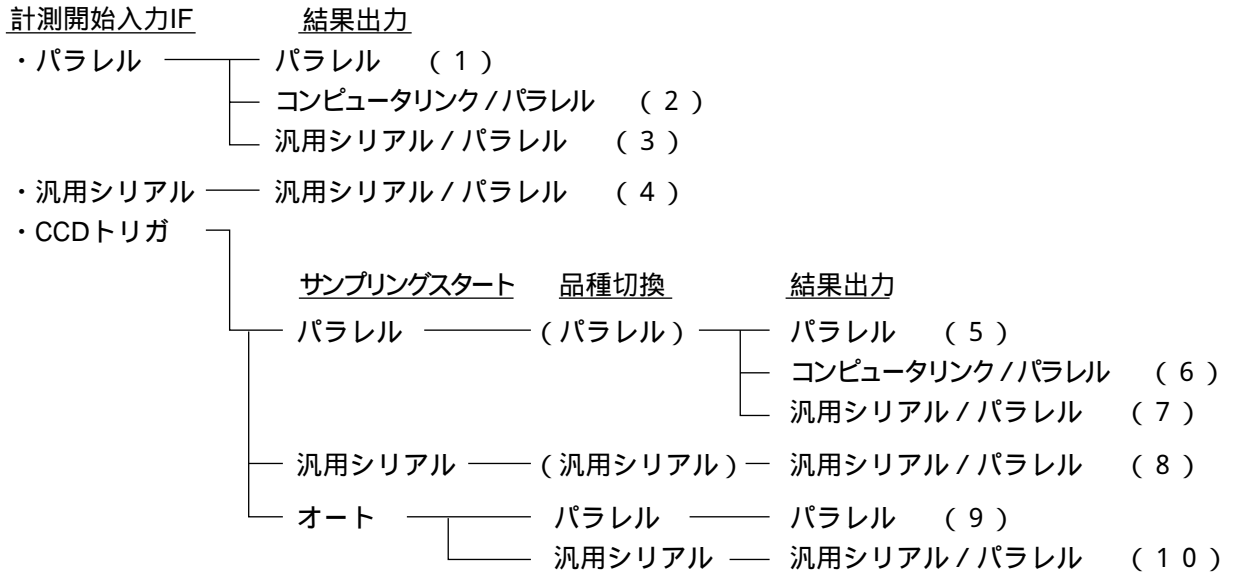 計測開始入力IF 結果出力
・パラレル パラレル (1)
コンピュータリンク/パラレル (2)
汎用シリアル/パラレル (3)
・汎用シリアル 汎用シリアル/パラレル (4)
・CCDトリガ
サンプリングスタート 品種切換 結果出力
パラレル (パラレル) パラレル (5)
コンピュータリンク/パラレル (6)
汎用シリアル/パラレル (7)
汎用シリアル (汎用シリアル) 汎用シリアル/パラレル (8)
オート パラレル パラレル (9)
汎用シリアル 汎用シリアル/パラレル (10)